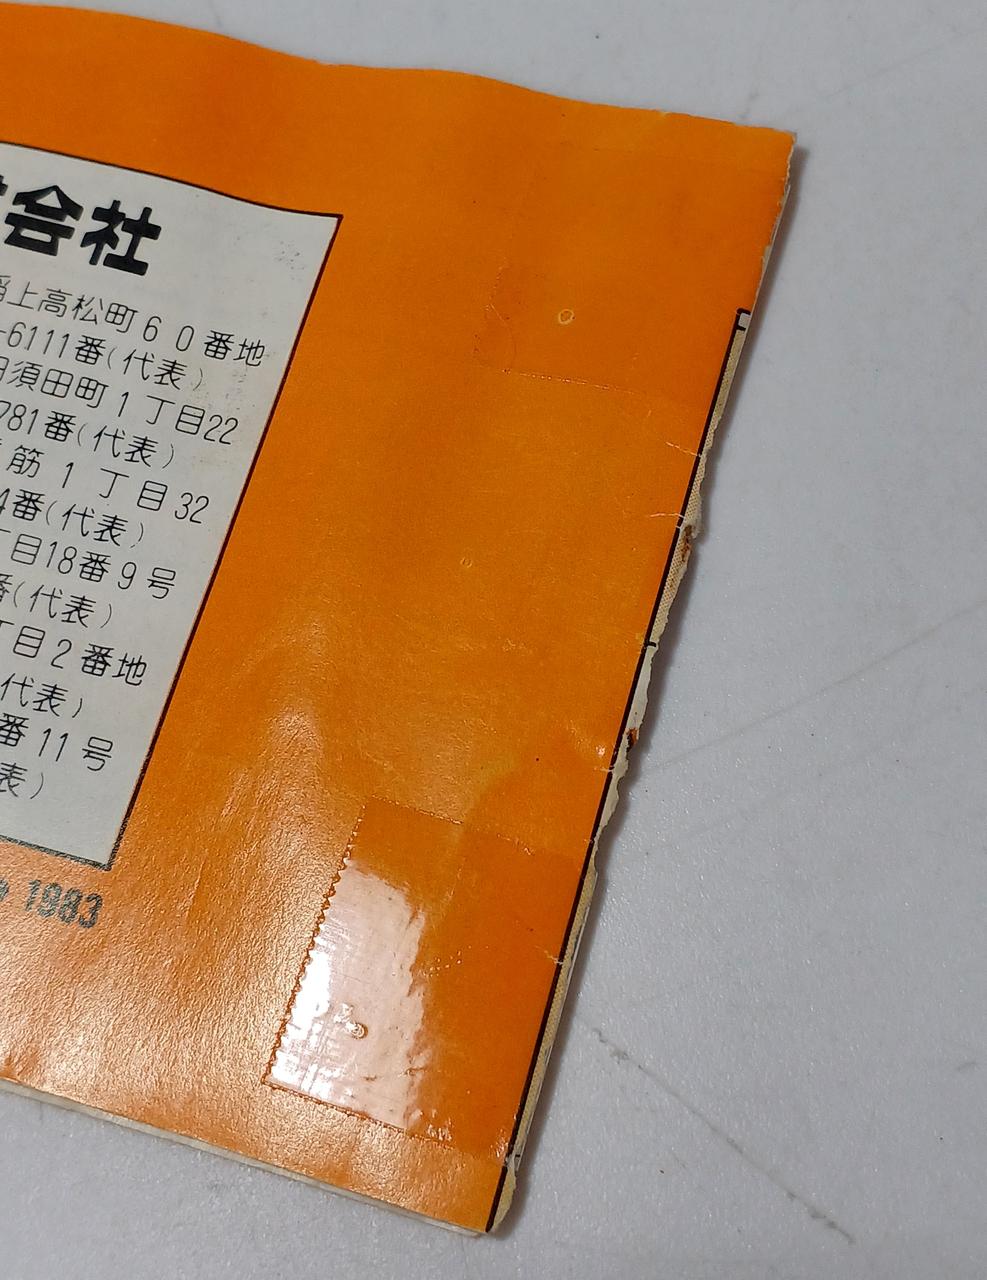 会社
上高松町60番地
-6111番(代表)
須田町1丁目22
781番(代表)
筋1丁目32
4番(代表)
丁目18番9号
番(代表)
丁目2番地
代表)
番11号
表)
1983